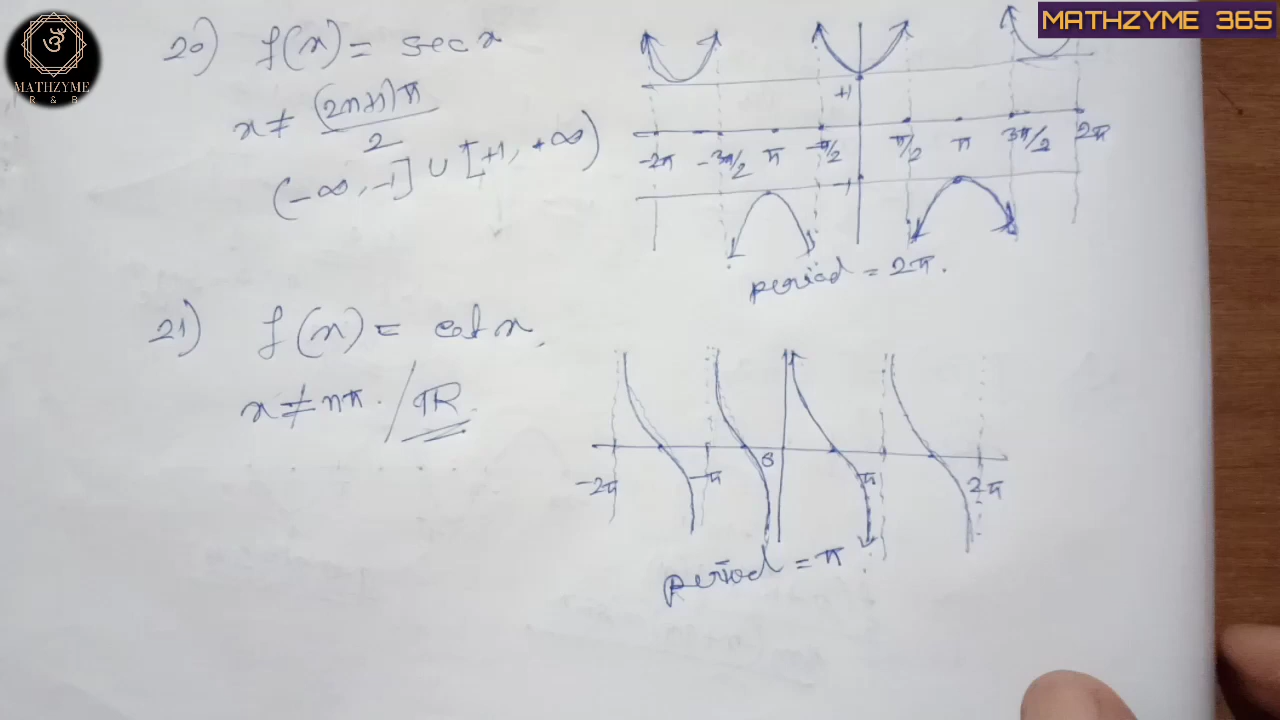 ॐ
MATHZYME
R & B
MATHZYME 365
20) f(x) = sec x
x ≠ (2n+1)π/2
(-∞, -1] ∪ [+1, +∞)
+1
-2π -3π/2 π -π/2 π/2 π 3π/2 2π
-1
period = 2π.
21) f(x) = cot x,
x ≠ nπ. / ℝ
-2π -π 0 π 2π
period = π